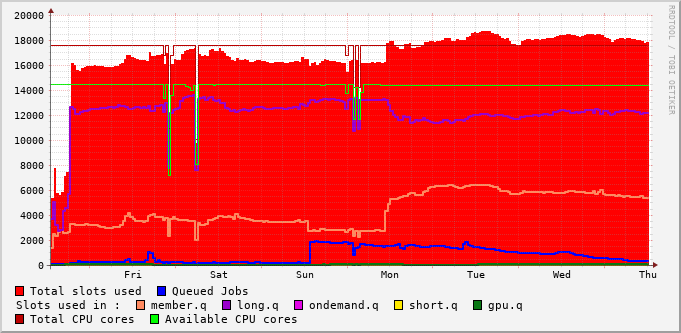 20000
18000
16000
14000
12000
10000
8000
6000
4000
2000
0
Fri Sat Sun Mon Tue Wed Thu
Total slots used Queued Jobs
Slots used in : member.q long.q ondemand.q short.q gpu.q
Total CPU cores Available CPU cores
RRDTOOL / TOBI OETIKER